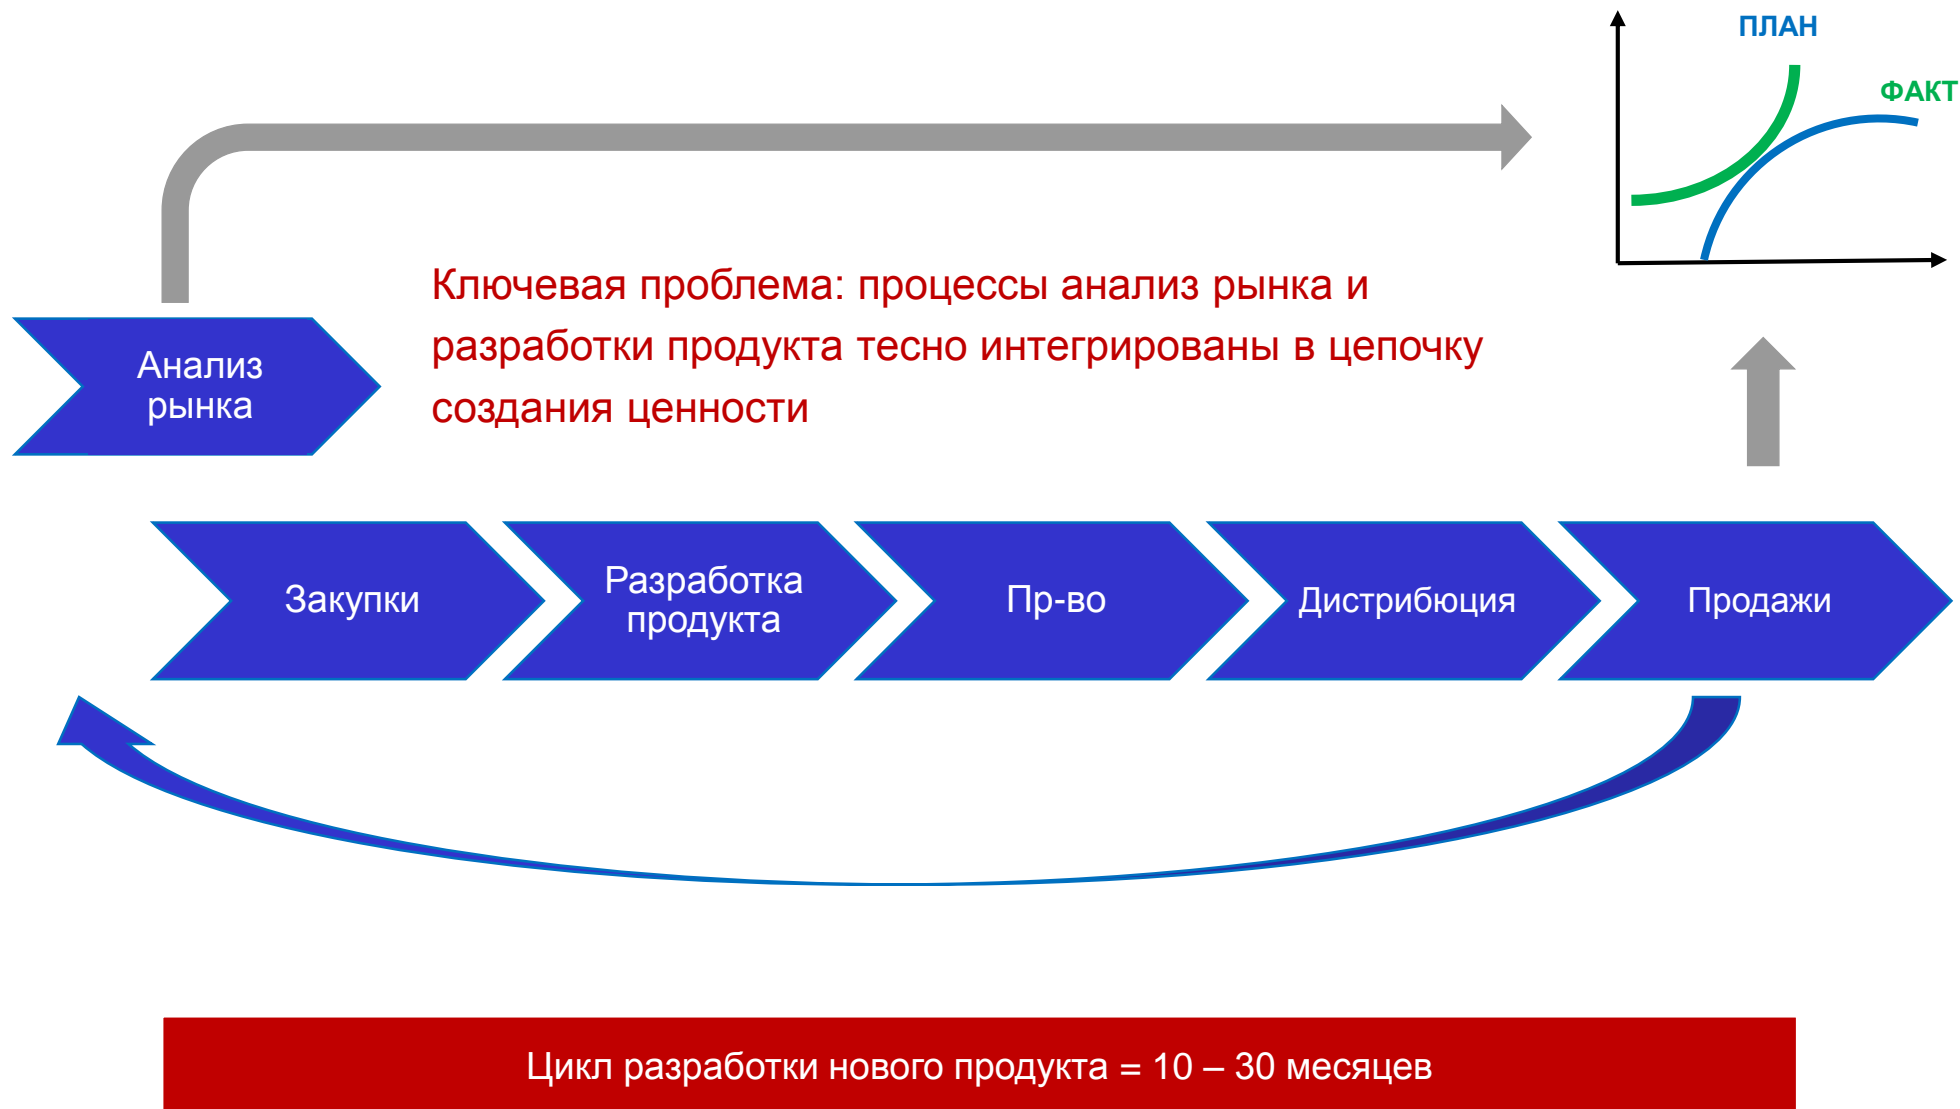 ПЛАН
ФАКТ
Ключевая проблема: процессы анализ рынка и
разработки продукта тесно интегрированы в цепочку
создания ценности
Анализ
рынка
Закупки
Разработка
продукта
Пр-во
Дистрибюция
Продажи
Цикл разработки нового продукта = 10 – 30 месяцев